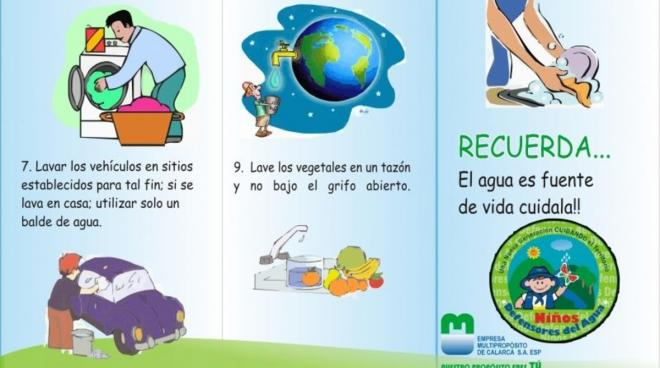 7. Lavar los vehículos en sitios
establecidos para tal fin; si se
lava en casa; utilizar solo un
balde de agua.
9. Lave los vegetales en un tazón
y no bajo el grifo abierto.
RECUERDA...
El agua es fuente
de vida cuidala!!
Una Nueva Generación CUIDANDO el Territorio
Niños
Defensores del Agua
EMPRESA
MULTIPROPÓSITO
DE CALARCÁ S.A. ESP
NUESTRO PROPÓSITO ERES TÚ